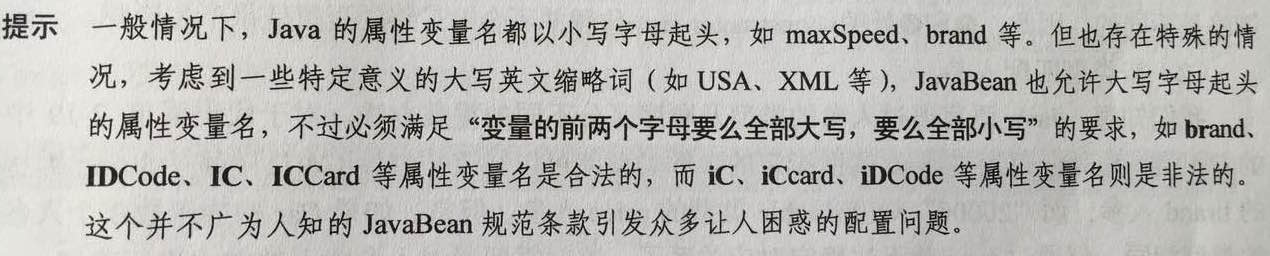 提示 一般情况下，Java 的属性变量名都以小写字母起头，如 maxSpeed、brand 等。但也存在特殊的情
况，考虑到一些特定意义的大写英文缩略词（如 USA、XML 等），JavaBean 也允许大写字母起头
的属性变量名，不过必须满足“变量的前两个字母要么全部大写，要么全部小写”的要求，如 brand、
IDCode、IC、ICCard 等属性变量名是合法的，而 iC、iCcard、iDCode 等属性变量名则是非法的。
这个并不广为人知的 JavaBean 规范条款引发众多让人困惑的配置问题。